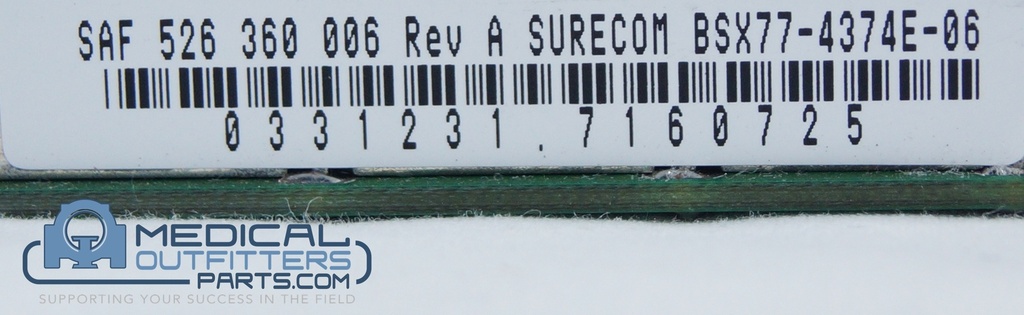 SAF 526 360 006 Rev A SURECOM BSX77-4374E-06
0331231.7160725
MEDICAL
OUTFITTERS
PARTS.COM
SUPPORTING YOUR SUCCESS IN THE FIELD